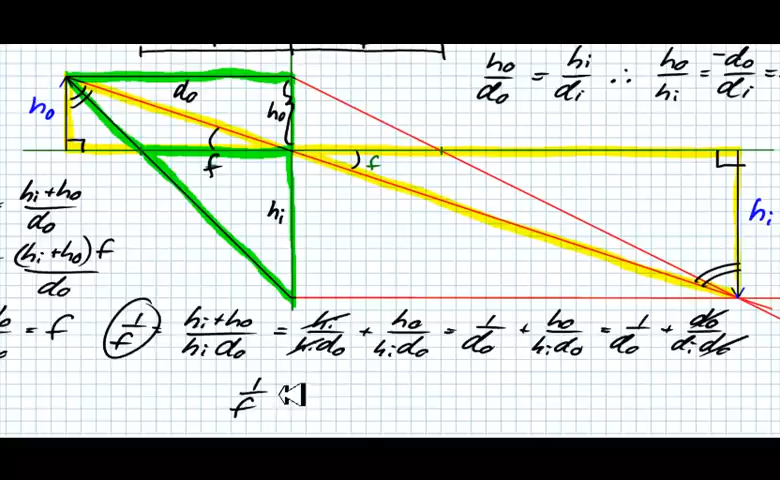 ho/do = hi/di ∴ ho/hi = -do/di =
do
ho
ho
f
f
hi
hi
= (hi+ho)/do
= (hi+ho)f/do
= f
1/f = (hi+ho)/(hi do) = hi/(hi do) + ho/(hi do) = 1/do + ho/(hi do) = 1/do + do/(di do)
1/f